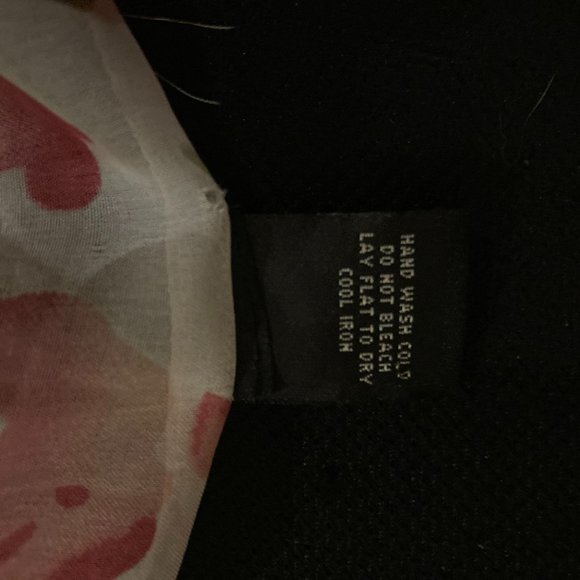 HAND WASH COLD
DO NOT BLEACH
LAY FLAT TO DRY
COOL IRON